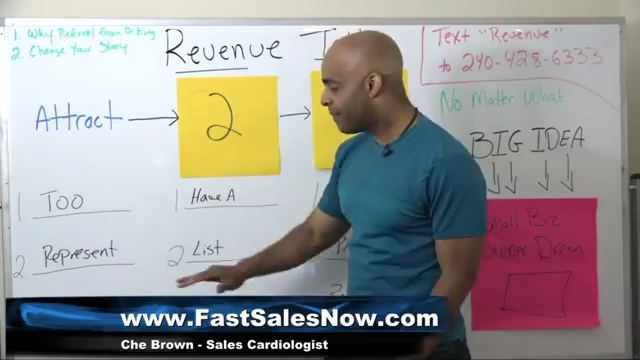 1. Why Referral From
2. Change Your Story
Revenue
Text "Revenue"
to 240-428-6333
Attract
2
No Matter What
BIG IDEA
1 TOO
1 Have A
2 Represent
2 List
Small Biz
Owner Dream
www.FastSalesNow.com
Che Brown - Sales Cardiologist